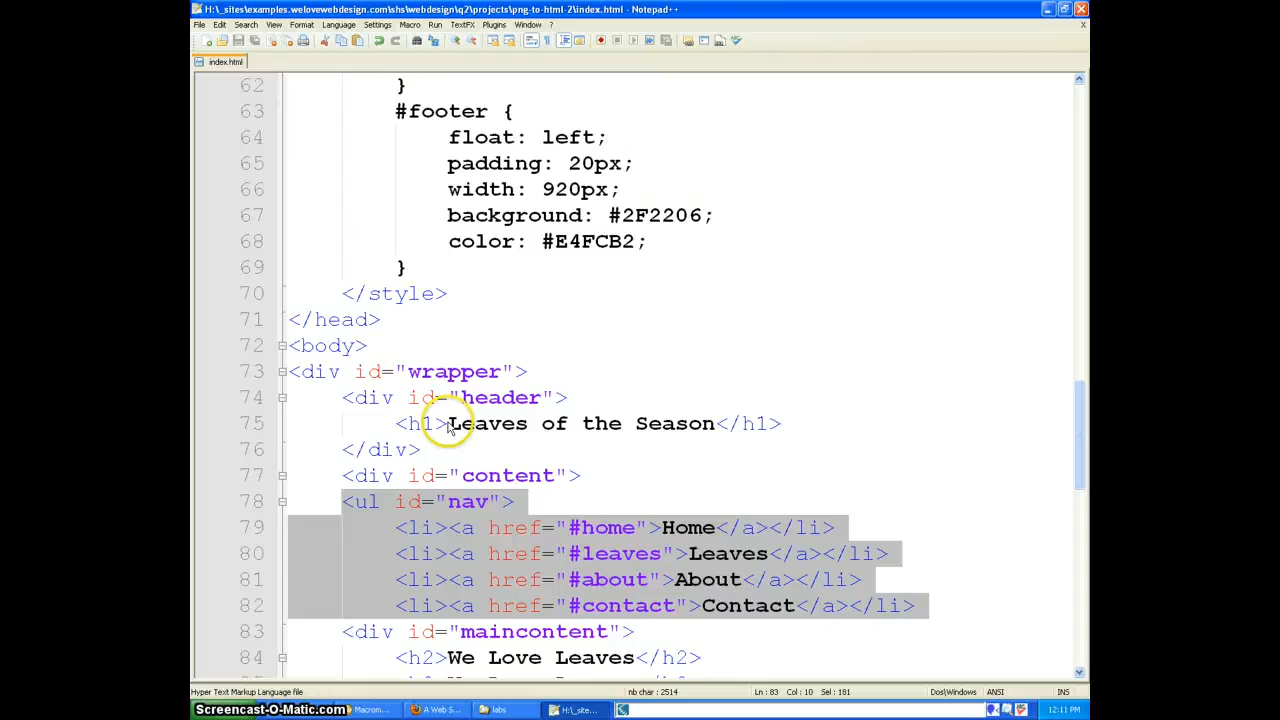 H:\_sites\examples.welovewebdesign.com\shs\webdesign\q2\projects\png-to-html-2\index.html - Notepad++
File Edit Search View Format Language Settings Macro Run TextFX Plugins Window ? X
index.html
62 }
63 #footer {
64 float: left;
65 padding: 20px;
66 width: 920px;
67 background: #2F2206;
68 color: #E4FCB2;
69 }
70 </style>
71 </head>
72 <body>
73 <div id="wrapper">
74 <div id="header">
75 <h1>Leaves of the Season</h1>
76 </div>
77 <div id="content">
78 <ul id="nav">
79 <li><a href="#home">Home</a></li>
80 <li><a href="#leaves">Leaves</a></li>
81 <li><a href="#about">About</a></li>
82 <li><a href="#contact">Contact</a></li>
83 <div id="maincontent">
84 <h2>We Love Leaves</h2>
Hyper Text Markup Language file nb char : 2514 Ln : 83 Col : 10 Sel : 181 Dos\Windows ANSI INS
Screencast-O-Matic.com Macrom... A Web S... labs H:\_site... 12:11 PM